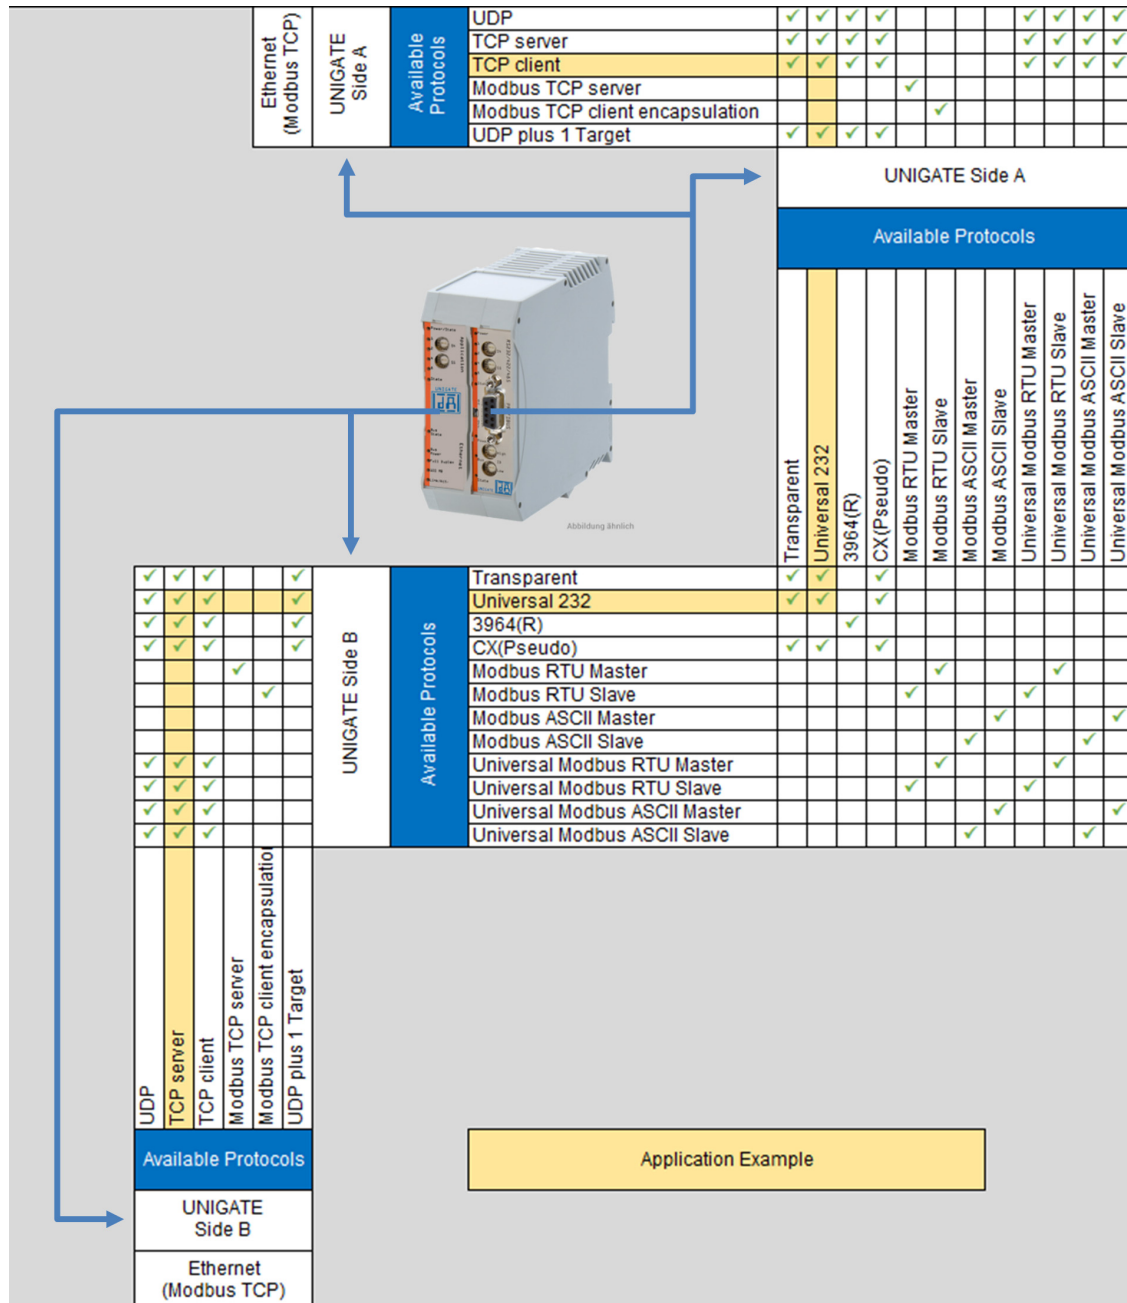 Ethernet
(Modbus TCP)
UNIGATE
Side A
Available
Protocols
UDP
TCP server
TCP client
Modbus TCP server
Modbus TCP client encapsulation
UDP plus 1 Target
UNIGATE Side A
Available Protocols
Transparent
Universal 232
3964(R)
CX(Pseudo)
Modbus RTU Master
Modbus RTU Slave
Modbus ASCII Master
Modbus ASCII Slave
Universal Modbus RTU Master
Universal Modbus RTU Slave
Universal Modbus ASCII Master
Universal Modbus ASCII Slave
UNIGATE
Ethernet
Abbildung ähnlich
UNIGATE Side B
Available Protocols
Transparent
Universal 232
3964(R)
CX(Pseudo)
Modbus RTU Master
Modbus RTU Slave
Modbus ASCII Master
Modbus ASCII Slave
Universal Modbus RTU Master
Universal Modbus RTU Slave
Universal Modbus ASCII Master
Universal Modbus ASCII Slave
UDP
TCP server
TCP client
Modbus TCP server
Modbus TCP client encapsulation
UDP plus 1 Target
Available Protocols
UNIGATE
Side B
Ethernet
(Modbus TCP)
Application Example